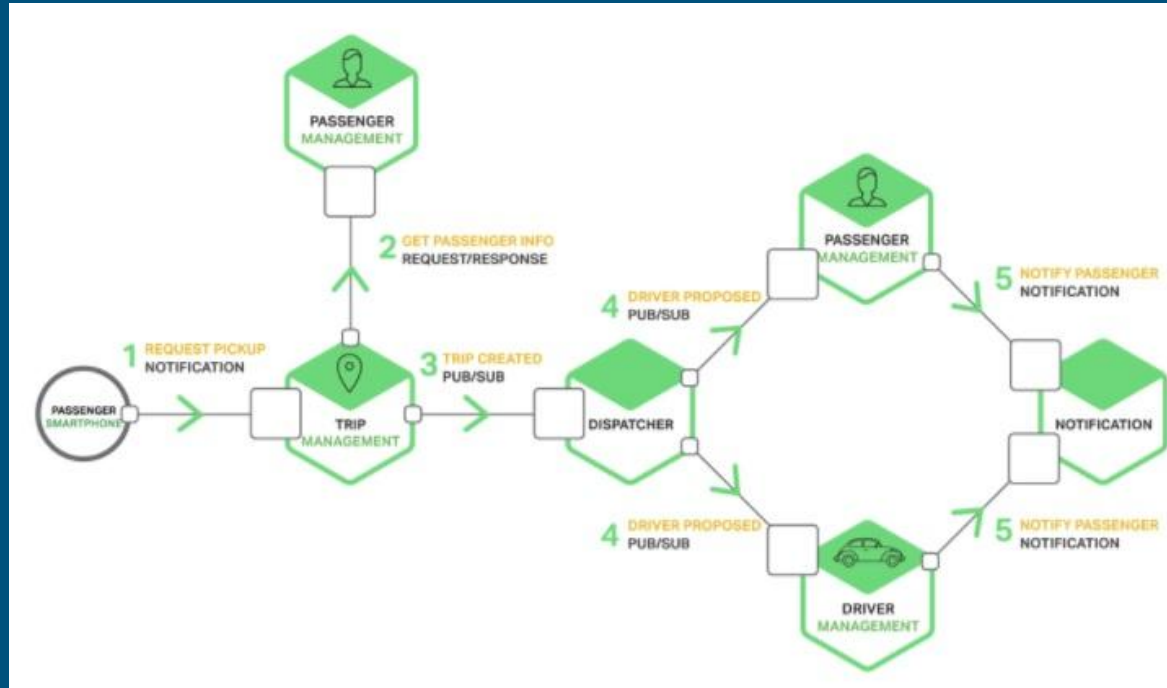 PASSENGER
MANAGEMENT
2 GET PASSENGER INFO
REQUEST/RESPONSE
1 REQUEST PICKUP
NOTIFICATION
PASSENGER
SMARTPHONE
TRIP
MANAGEMENT
3 TRIP CREATED
PUB/SUB
DISPATCHER
4 DRIVER PROPOSED
PUB/SUB
PASSENGER
MANAGEMENT
5 NOTIFY PASSENGER
NOTIFICATION
4 DRIVER PROPOSED
PUB/SUB
DRIVER
MANAGEMENT
5 NOTIFY PASSENGER
NOTIFICATION
NOTIFICATION